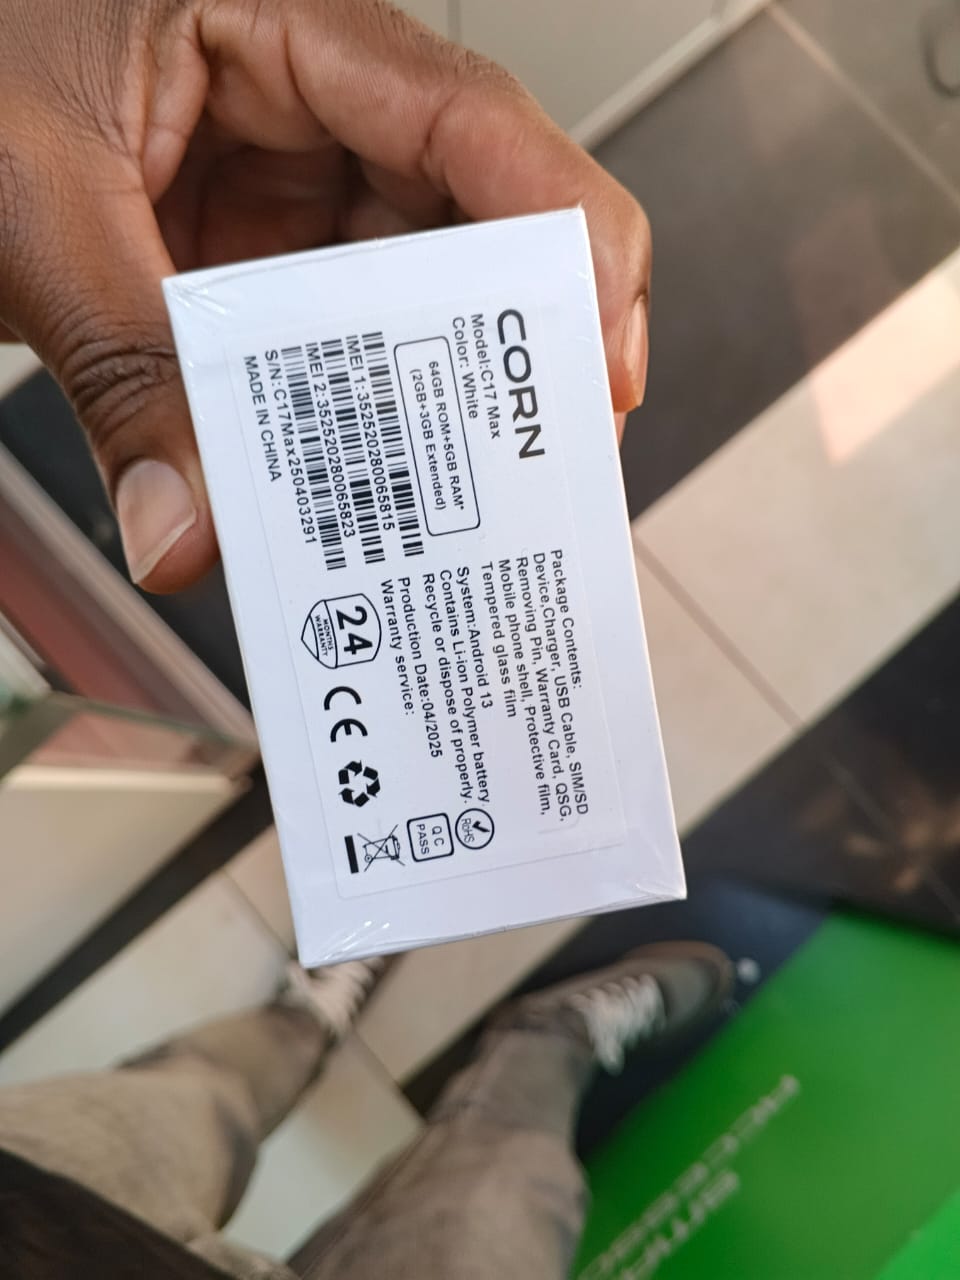 CORN
Model:C17 Max
Color: White
64GB ROM+5GB RAM*
(2GB+3GB Extended)
IMEI 1:352520280065815
IMEI 2:352520280065823
S/N:C17Max250403291
MADE IN CHINA
Package Contents:
Device,Charger, USB Cable, SIM/SD
Removing Pin, Warranty Card, QSG,
Mobile phone shell, Protective film,
Tempered glass film
System:Android 13
Contains Li-ion Polymer battery.
Recycle or dispose of properly.
Production Date:04/2025
Warranty service:
24
MONTHS
WARRANTY
CE
RoHS
QC
PASS